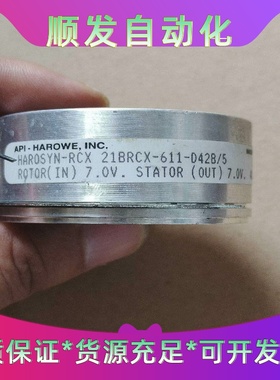 顺发自动化
API - HAROWE, INC.
HAROSYN-RCX 21BRCX-611-D42B/5
ROTOR(IN) 7.0V. STATOR (OUT) 7.0V.
质保证*货源充足*可开发